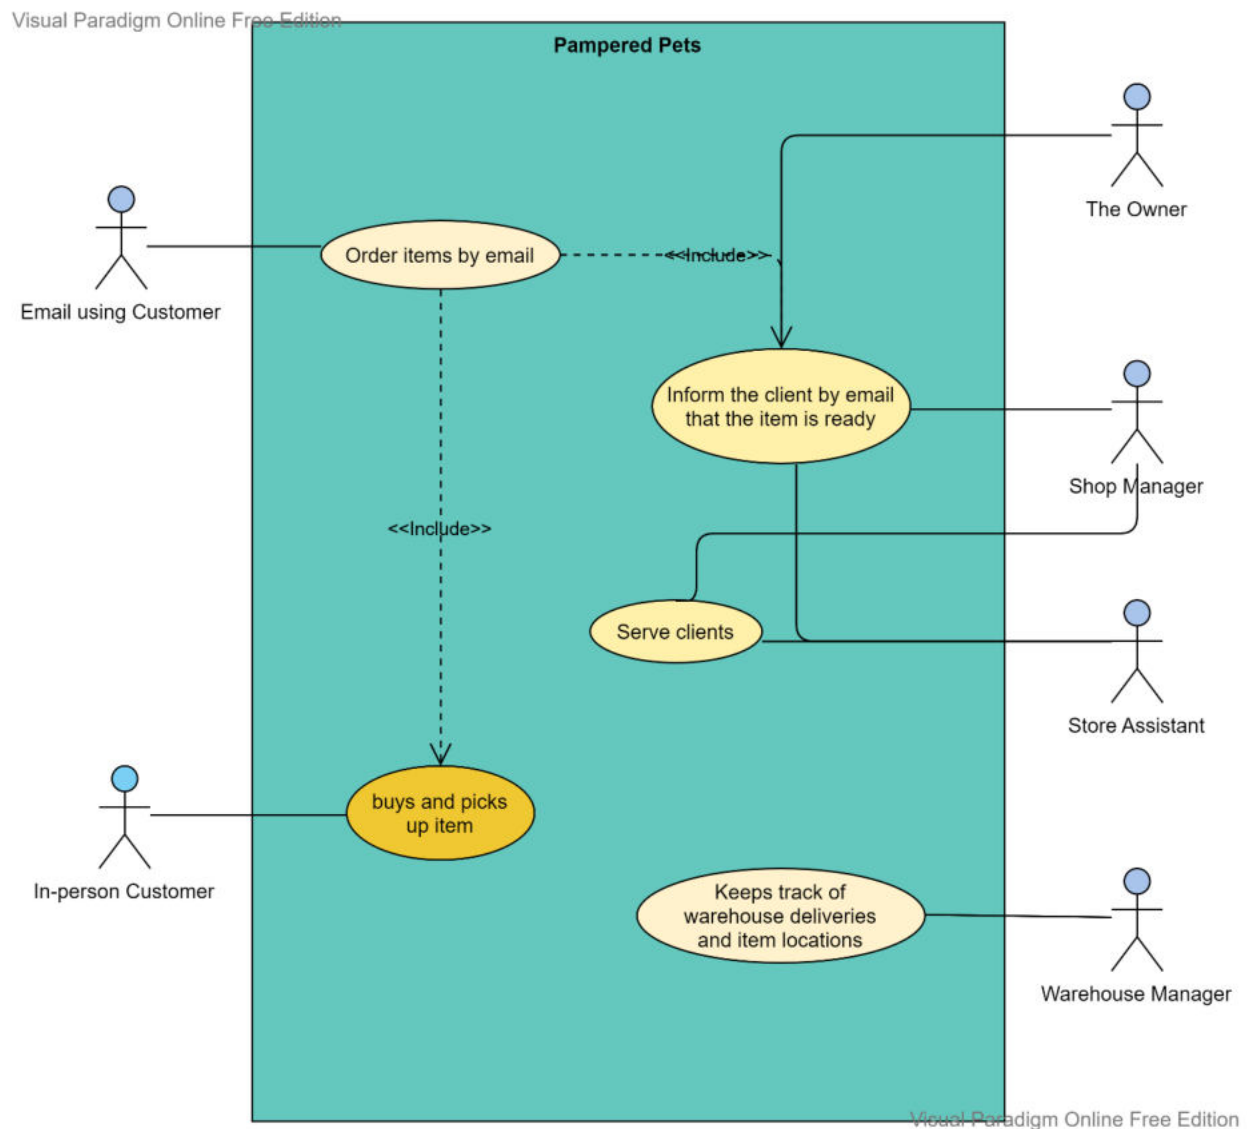 Visual Paradigm Online Free Edition
Pampered Pets
The Owner
Order items by email
<<Include>>
Email using Customer
Inform the client by email
that the item is ready
Shop Manager
<<Include>>
Serve clients
Store Assistant
buys and picks
up item
In-person Customer
Keeps track of
warehouse deliveries
and item locations
Warehouse Manager
Visual Paradigm Online Free Edition